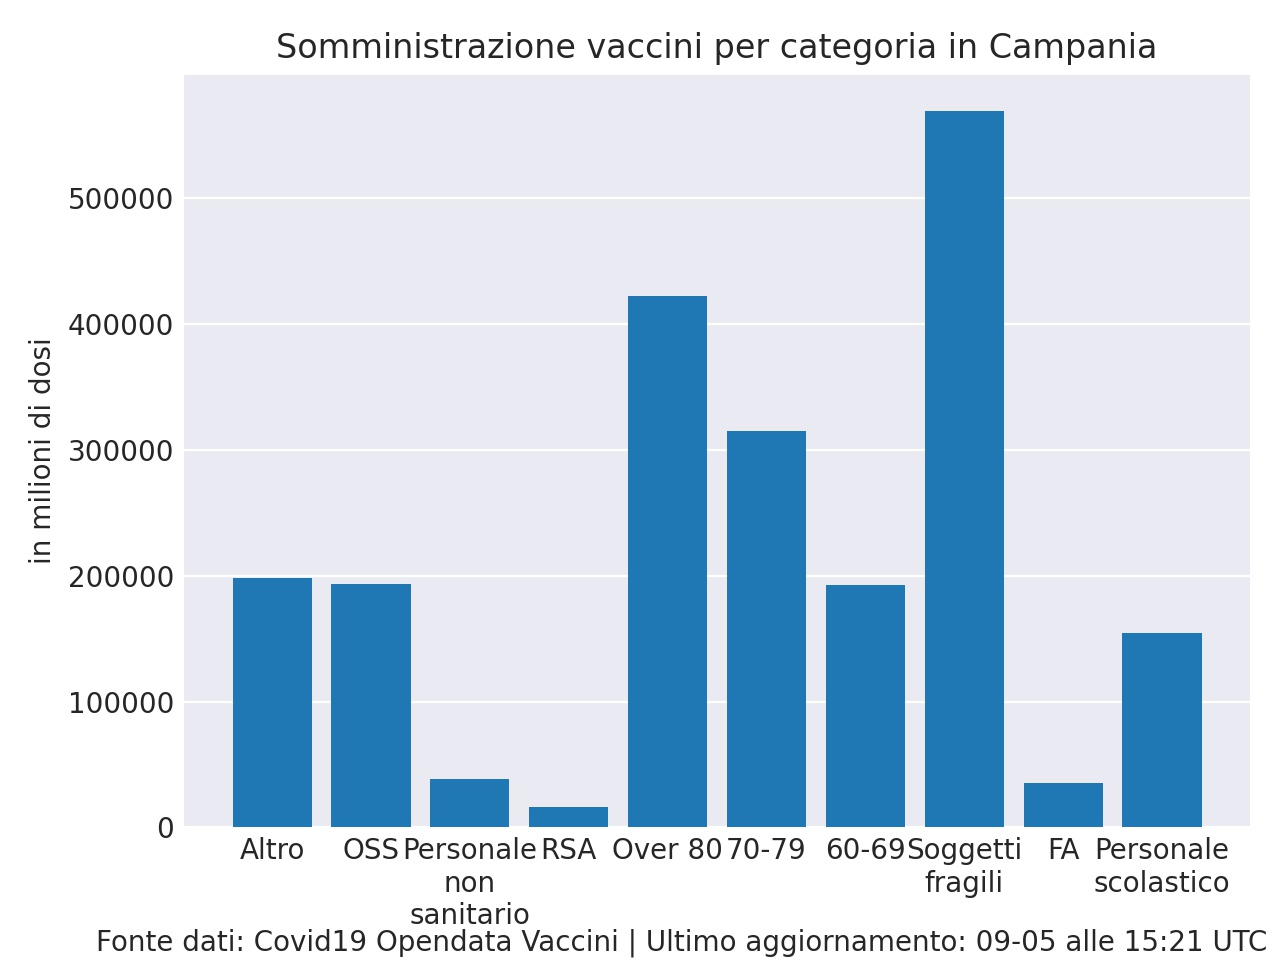 Somministrazione vaccini per categoria in Campania
in milioni di dosi
500000
400000
300000
200000
100000
0
Altro
OSS
Personale
non
sanitario
RSA
Over 80
70-79
60-69
Soggetti
fragili
FA
Personale
scolastico
Fonte dati: Covid19 Opendata Vaccini | Ultimo aggiornamento: 09-05 alle 15:21 UTC